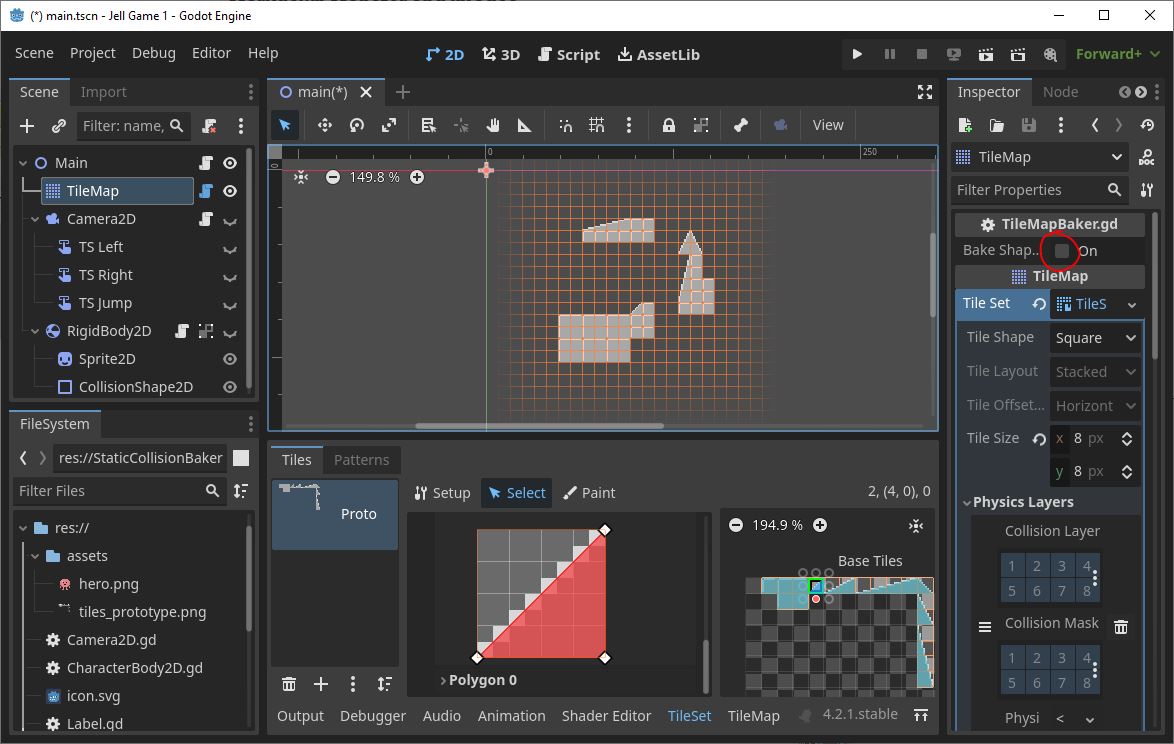 (*) main.tscn - Jell Game 1 - Godot Engine
Scene Project Debug Editor Help
2D 3D Script AssetLib
Forward+
Scene Import
Filter: name,
Main
TileMap
Camera2D
TS Left
TS Right
TS Jump
RigidBody2D
Sprite2D
CollisionShape2D
FileSystem
res://StaticCollisionBaker
Filter Files
res://
assets
hero.png
tiles_prototype.png
Camera2D.gd
CharacterBody2D.gd
icon.svg
Label.gd
main(*)
View
0
250
0
149.8 %
Tiles Patterns
Proto
Setup Select Paint
2, (4, 0), 0
Polygon 0
194.9 %
Base Tiles
Output Debugger Audio Animation Shader Editor TileSet TileMap 4.2.1.stable
Inspector Node
TileMap
Filter Properties
TileMapBaker.gd
Bake Shap.. On
TileMap
Tile Set TileS
Tile Shape Square
Tile Layout Stacked
Tile Offset... Horizont
Tile Size x 8 px
y 8 px
Physics Layers
Collision Layer
1 2 3 4
5 6 7 8
Collision Mask
1 2 3 4
5 6 7 8
Physi <